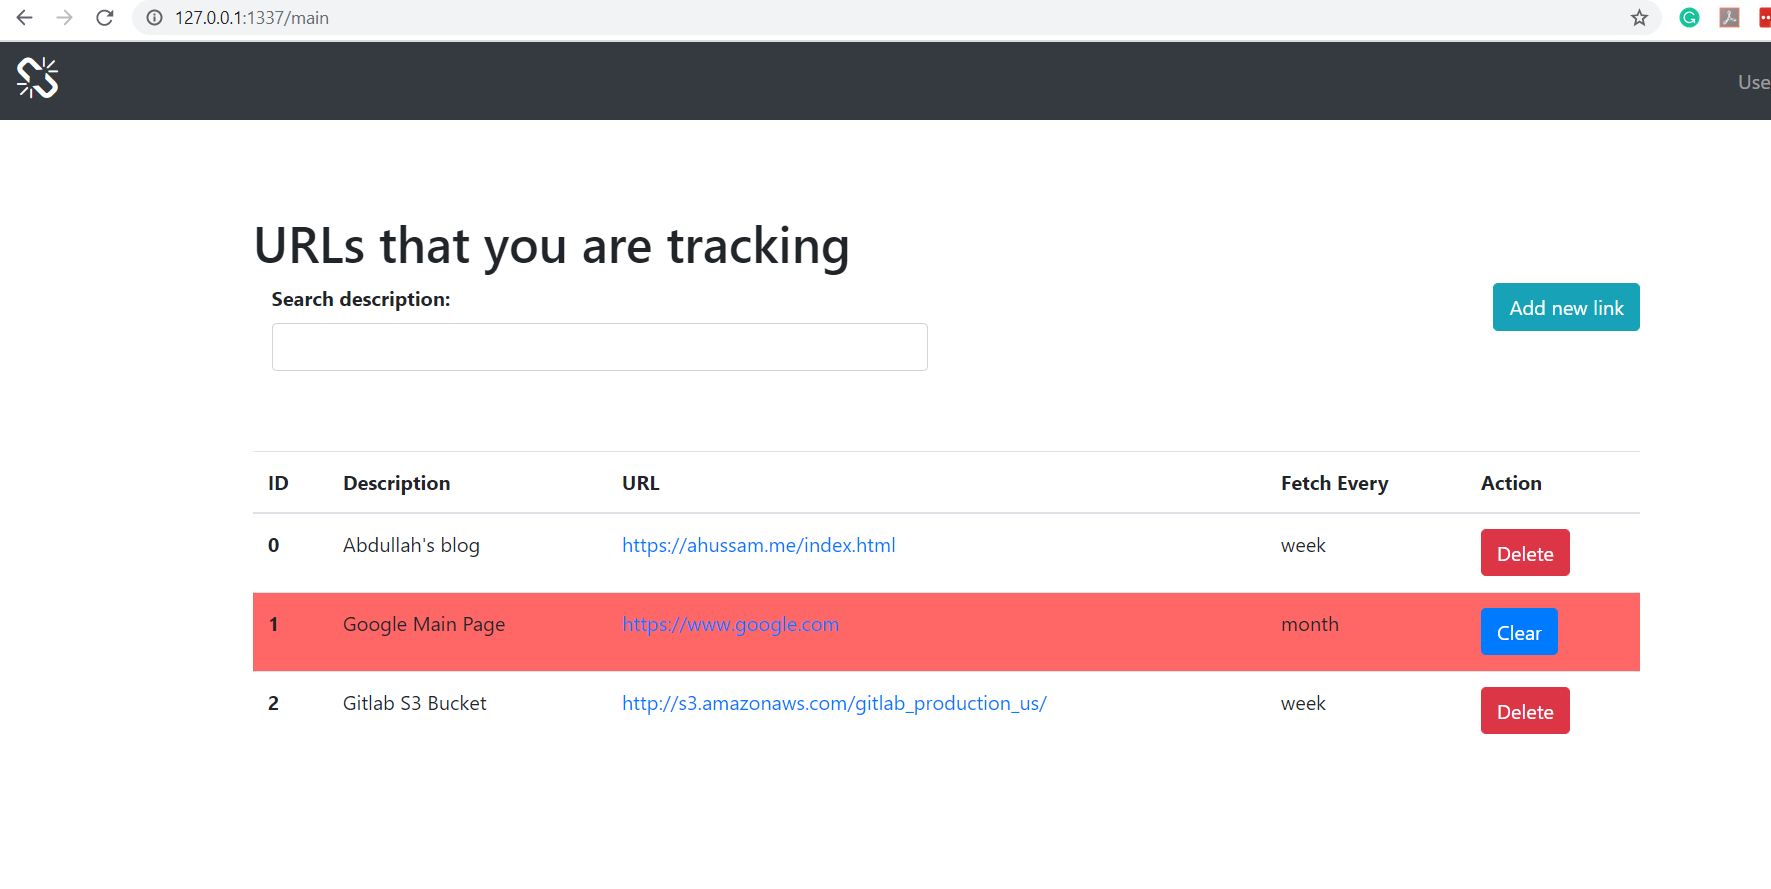 127.0.0.1:1337/main
Use
URLs that you are tracking
Search description:
Add new link
ID Description URL Fetch Every Action
0 Abdullah's blog https://ahussam.me/index.html week Delete
1 Google Main Page https://www.google.com month Clear
2 Gitlab S3 Bucket http://s3.amazonaws.com/gitlab_production_us/ week Delete